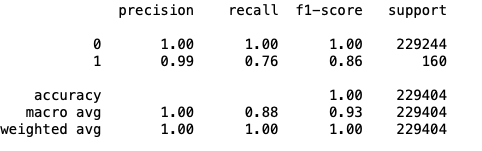 precision recall f1-score support
0 1.00 1.00 1.00 229244
1 0.99 0.76 0.86 160
accuracy 1.00 229404
macro avg 1.00 0.88 0.93 229404
weighted avg 1.00 1.00 1.00 229404